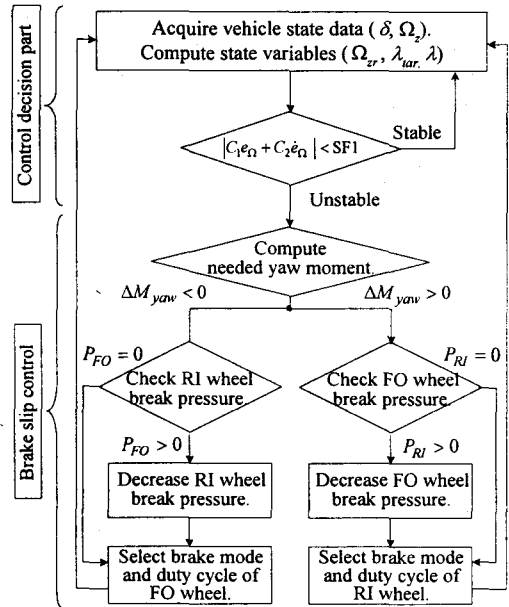 Control decision part
Acquire vehicle state data (δ, Ω_z).
Compute state variables (Ω_zr, λ_tar, λ)
|C₁e_Ω + C₂ė_Ω| < SF1
Stable
Unstable
Brake slip control
Compute
needed yaw moment.
ΔM_yaw < 0
ΔM_yaw > 0
P_FO = 0
P_RI = 0
Check RI wheel
break pressure.
Check FO wheel
break pressure.
P_FO > 0
P_RI > 0
Decrease RI wheel
break pressure.
Decrease FO wheel
break pressure.
Select brake mode
and duty cycle of
FO wheel.
Select brake mode
and duty cycle of
RI wheel.